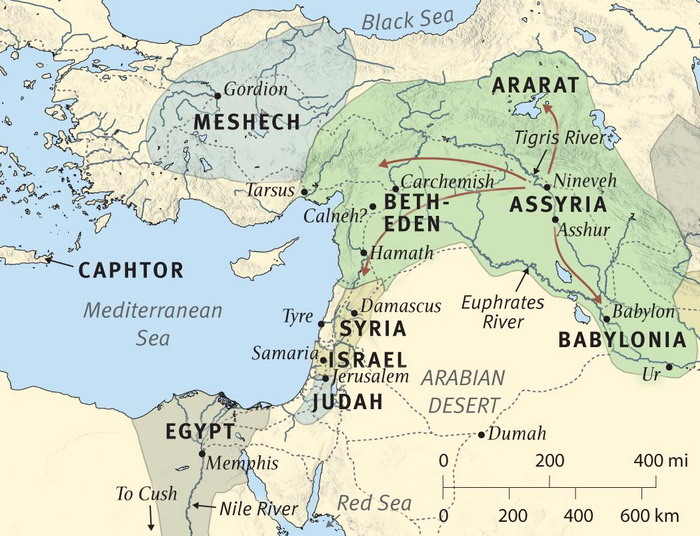 Black Sea
Gordion
MESHECH
ARARAT
Tigris River
Tarsus
Carchemish
Nineveh
Calneh?
BETH-
EDEN
ASSYRIA
Asshur
Hamath
CAPHTOR
Mediterranean
Sea
Tyre
Damascus
SYRIA
Euphrates
River
Babylon
BABYLONIA
Samaria
ISRAEL
Jerusalem
JUDAH
ARABIAN
DESERT
Ur
EGYPT
Memphis
Dumah
To Cush
Nile River
Red Sea
0 200 400 mi
0 200 400 600 km